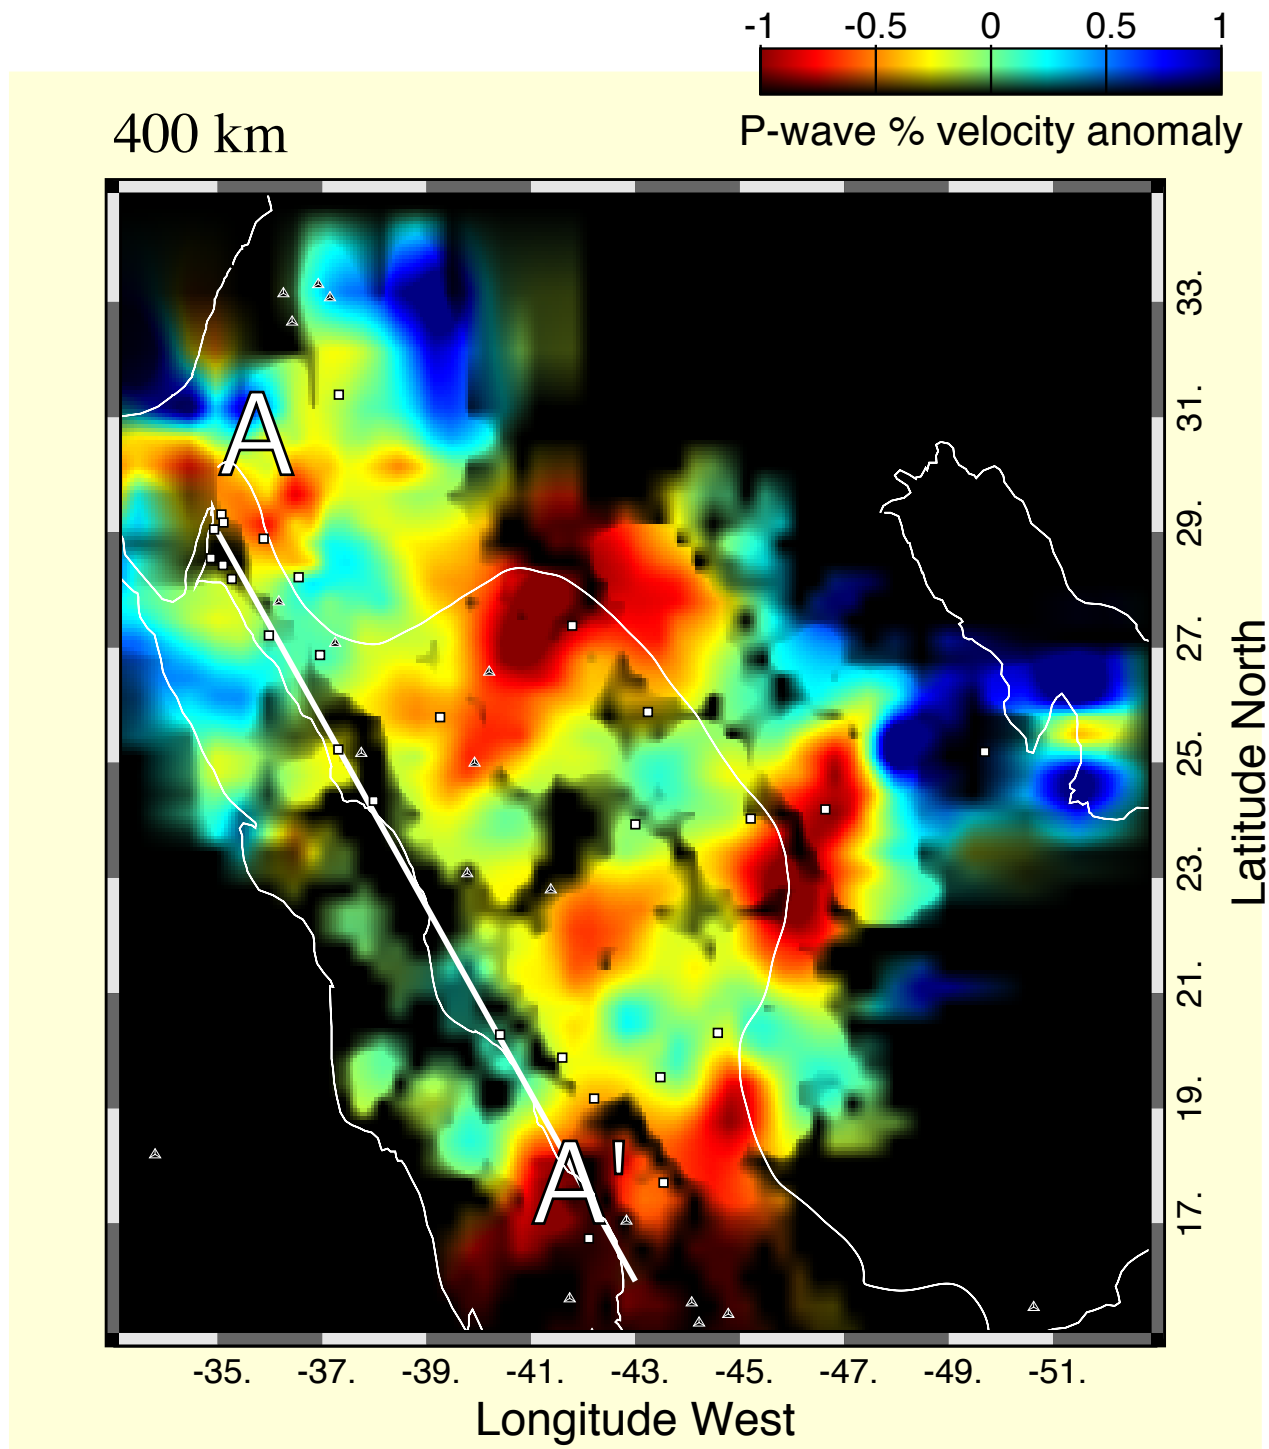 -1 -0.5 0 0.5 1
P-wave % velocity anomaly
400 km
A
A'
33.
31.
29.
27.
25.
23.
21.
19.
17.
Latitude North
-35. -37. -39. -41. -43. -45. -47. -49. -51.
Longitude West